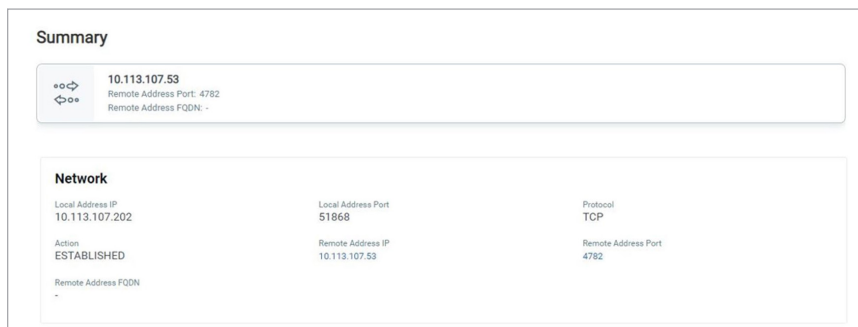 Summary
10.113.107.53
Remote Address Port: 4782
Remote Address FQDN: -
Network
Local Address IP
10.113.107.202
Local Address Port
51868
Protocol
TCP
Action
ESTABLISHED
Remote Address IP
10.113.107.53
Remote Address Port
4782
Remote Address FQDN
-